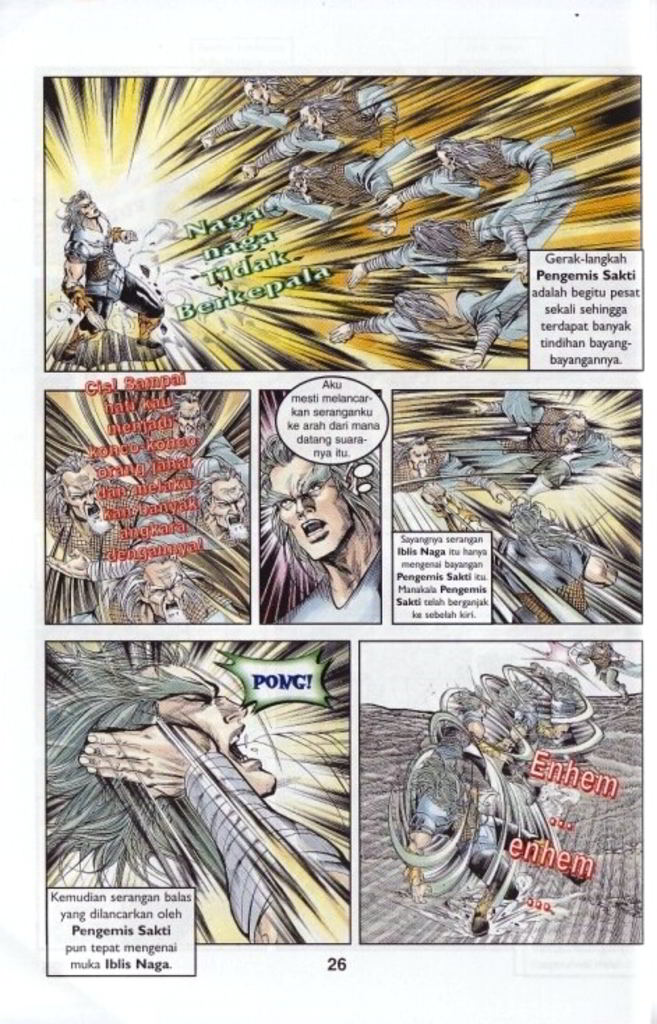 Naga-
naga
Tidak
Berkepala
Gerak-langkah
Pengemis Sakti
adalah begitu pesat
sekali sehingga
terdapat banyak
tindihan bayang-
bayangannya.
Cis! Sampai
hati kau
menjadi
konco-konco
orang jahat
dan melaku-
kan banyak
angkara
dengannya!
Aku
mesti melancar-
kan seranganku
ke arah dari mana
datang suara-
nya itu.
Sayangnya serangan
Iblis Naga itu hanya
mengenai bayangan
Pengemis Sakti itu.
Manakala Pengemis
Sakti telah berganjak
ke sebelah kiri.
PONG!
Kemudian serangan balas
yang dilancarkan oleh
Pengemis Sakti
pun tepat mengenai
muka Iblis Naga.
Enhem
...
enhem
...
26